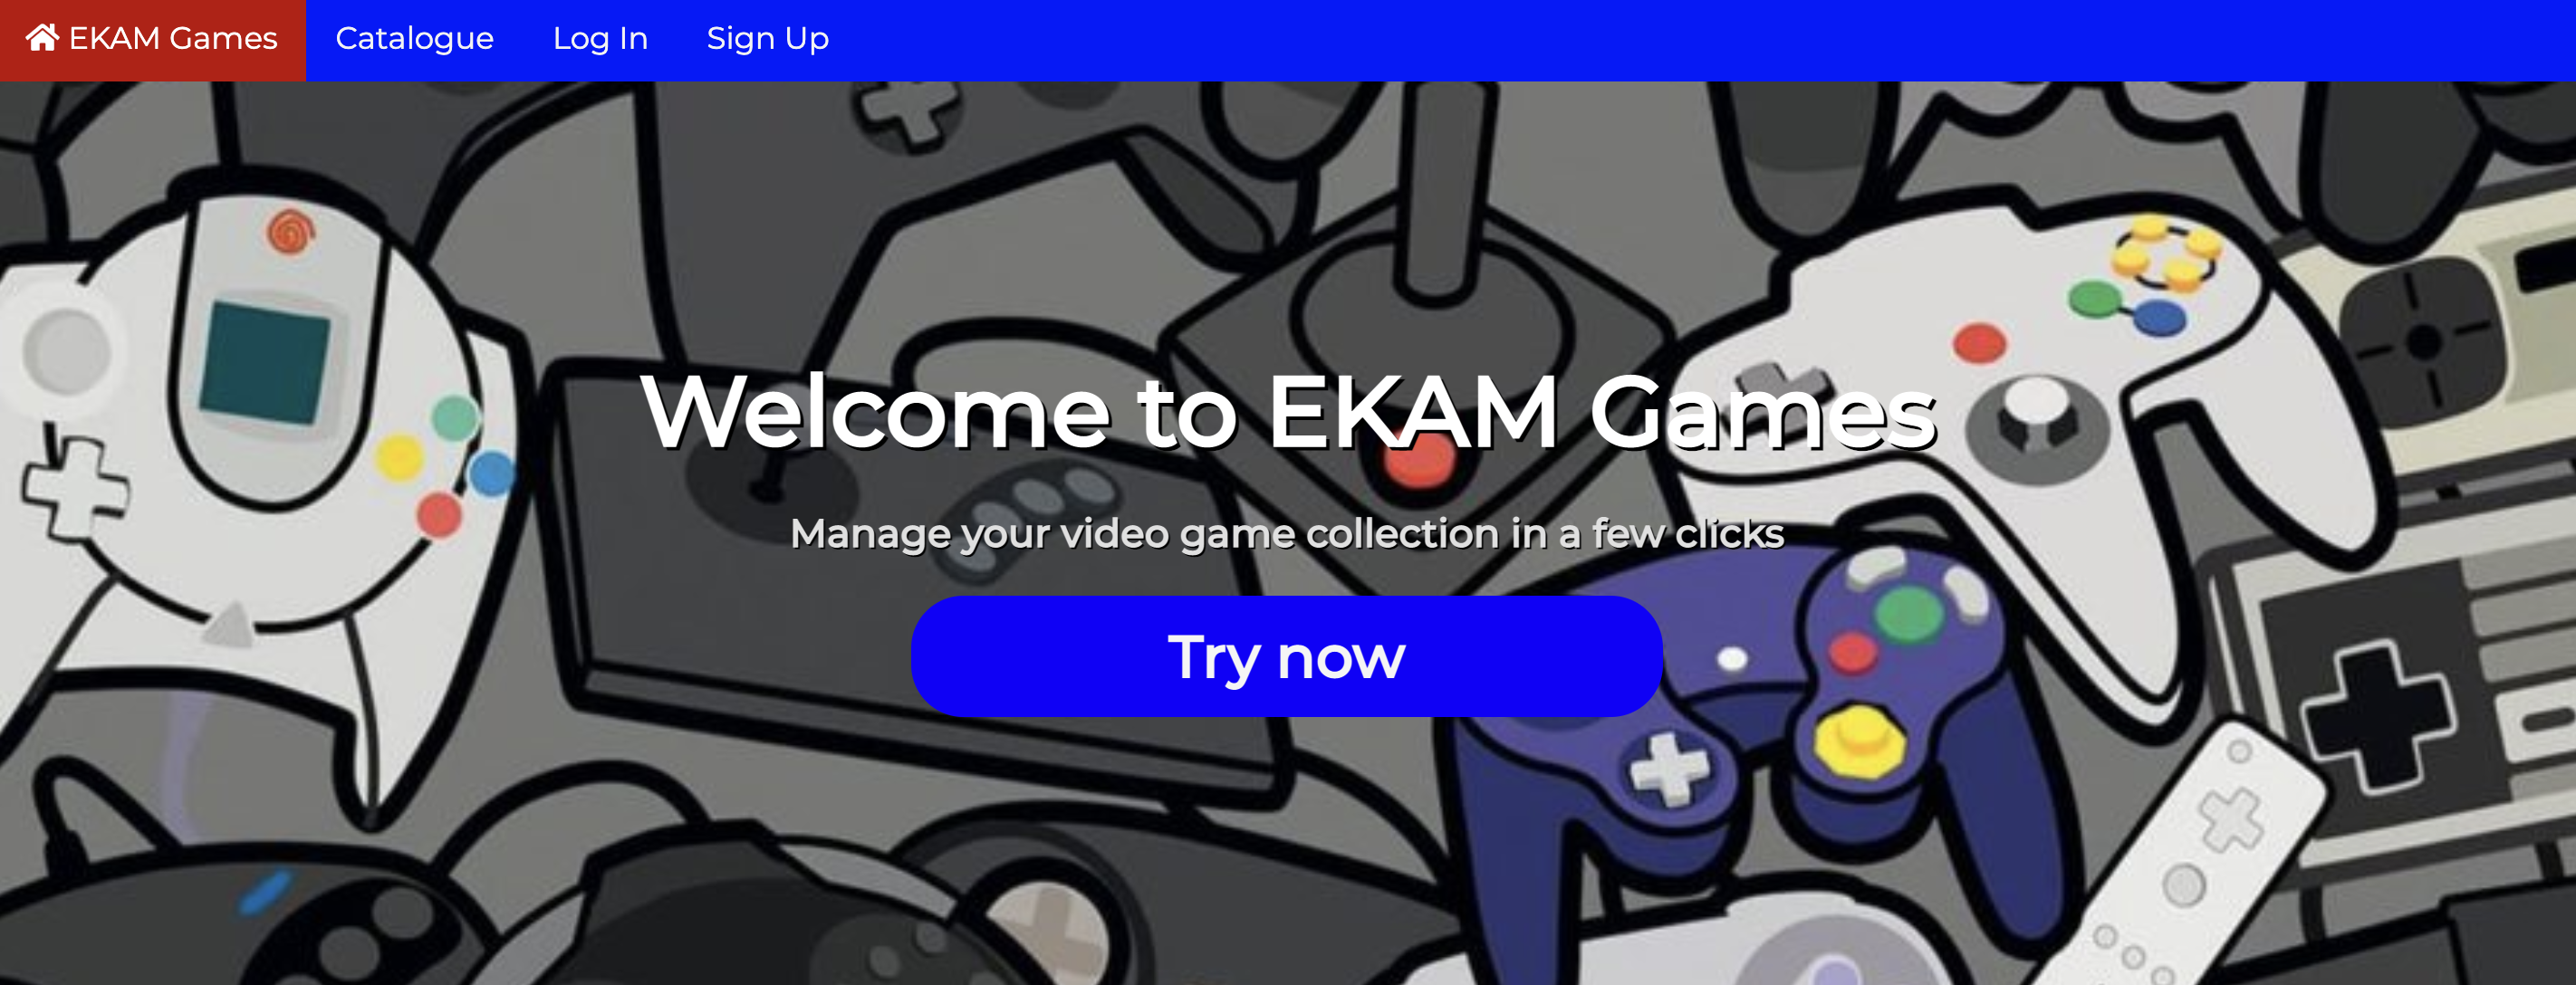 EKAM Games Catalogue Log In Sign Up
Welcome to EKAM Games
Manage your video game collection in a few clicks
Try now